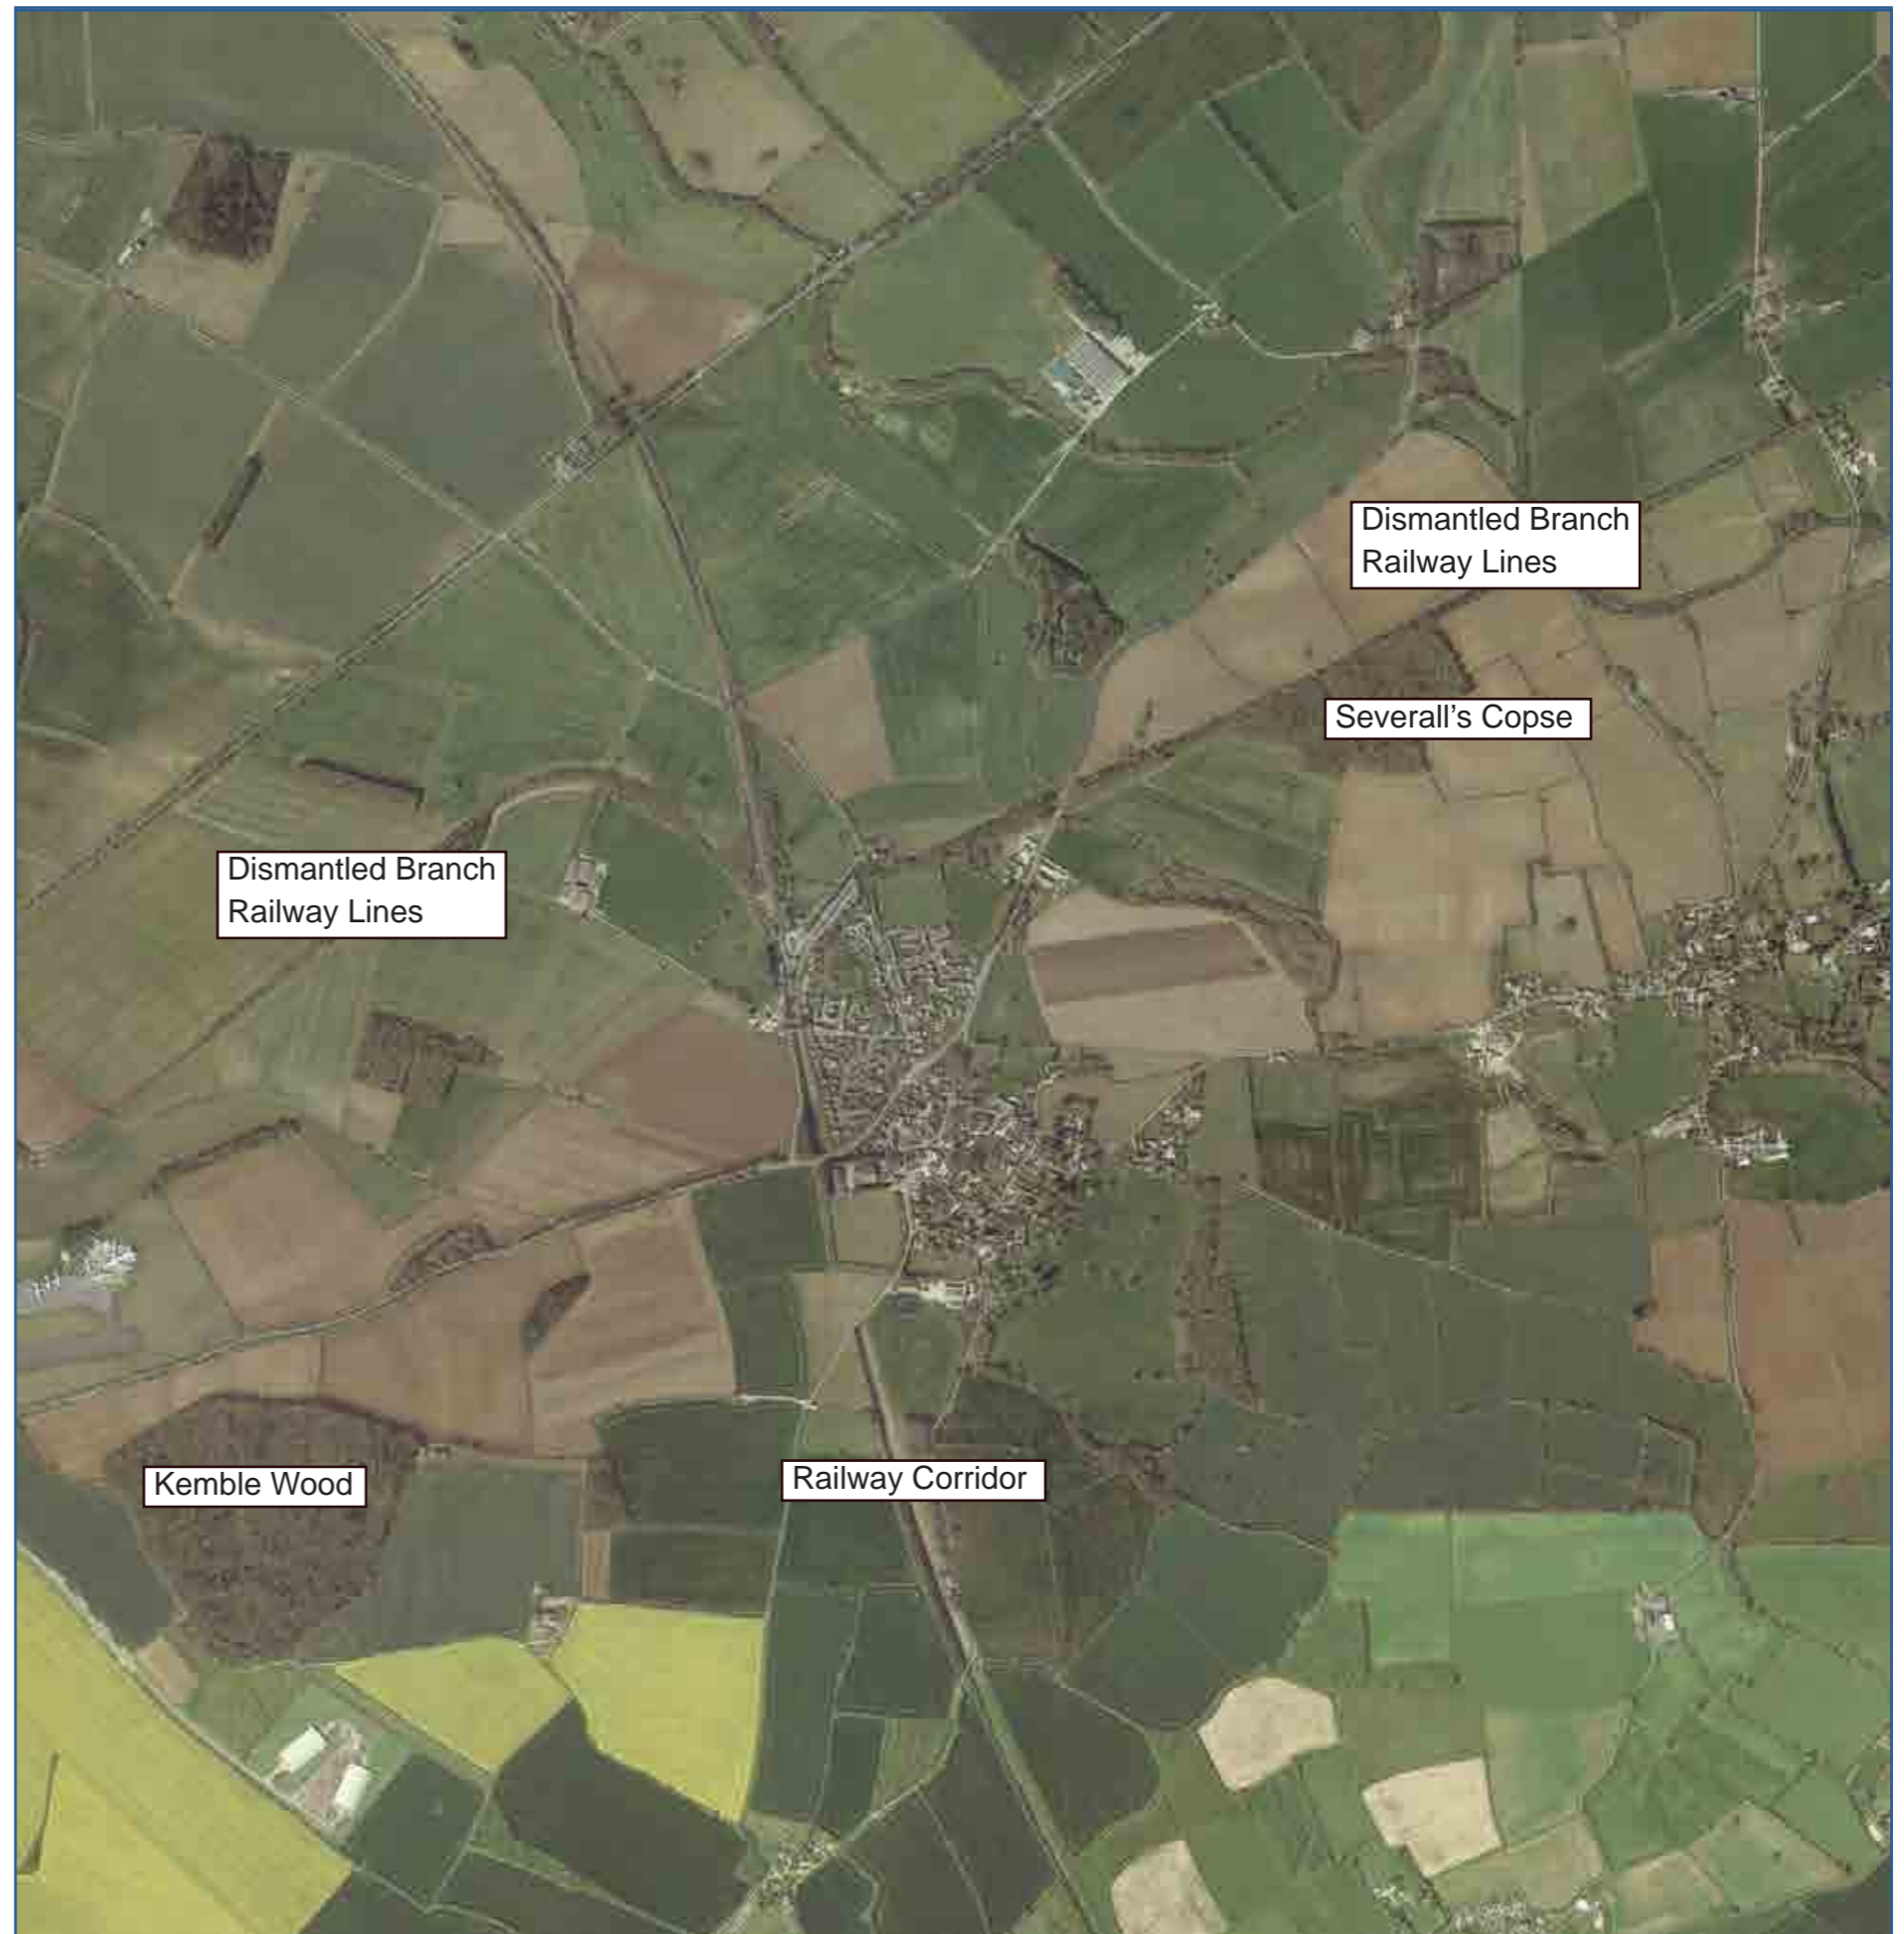 Dismantled Branch
Railway Lines
Severall's Copse
Dismantled Branch
Railway Lines
Kemble Wood
Railway Corridor